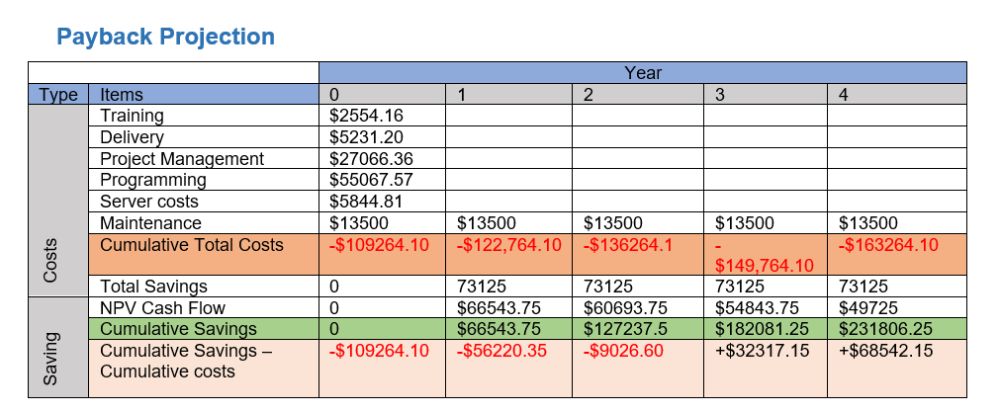 Payback Projection
Year
Type Items 0 1 2 3 4
Training $2554.16
Delivery $5231.20
Project Management $27066.36
Programming $55067.57
Server costs $5844.81
Maintenance $13500 $13500 $13500 $13500 $13500
Costs
Cumulative Total Costs -$109264.10 -$122,764.10 -$136264.1 -$149,764.10 -$163264.10
Total Savings 0 73125 73125 73125 73125
Saving
NPV Cash Flow 0 $66543.75 $60693.75 $54843.75 $49725
Cumulative Savings 0 $66543.75 $127237.5 $182081.25 $231806.25
Cumulative Savings – -$109264.10 -$56220.35 -$9026.60 +$32317.15 +$68542.15
Cumulative costs